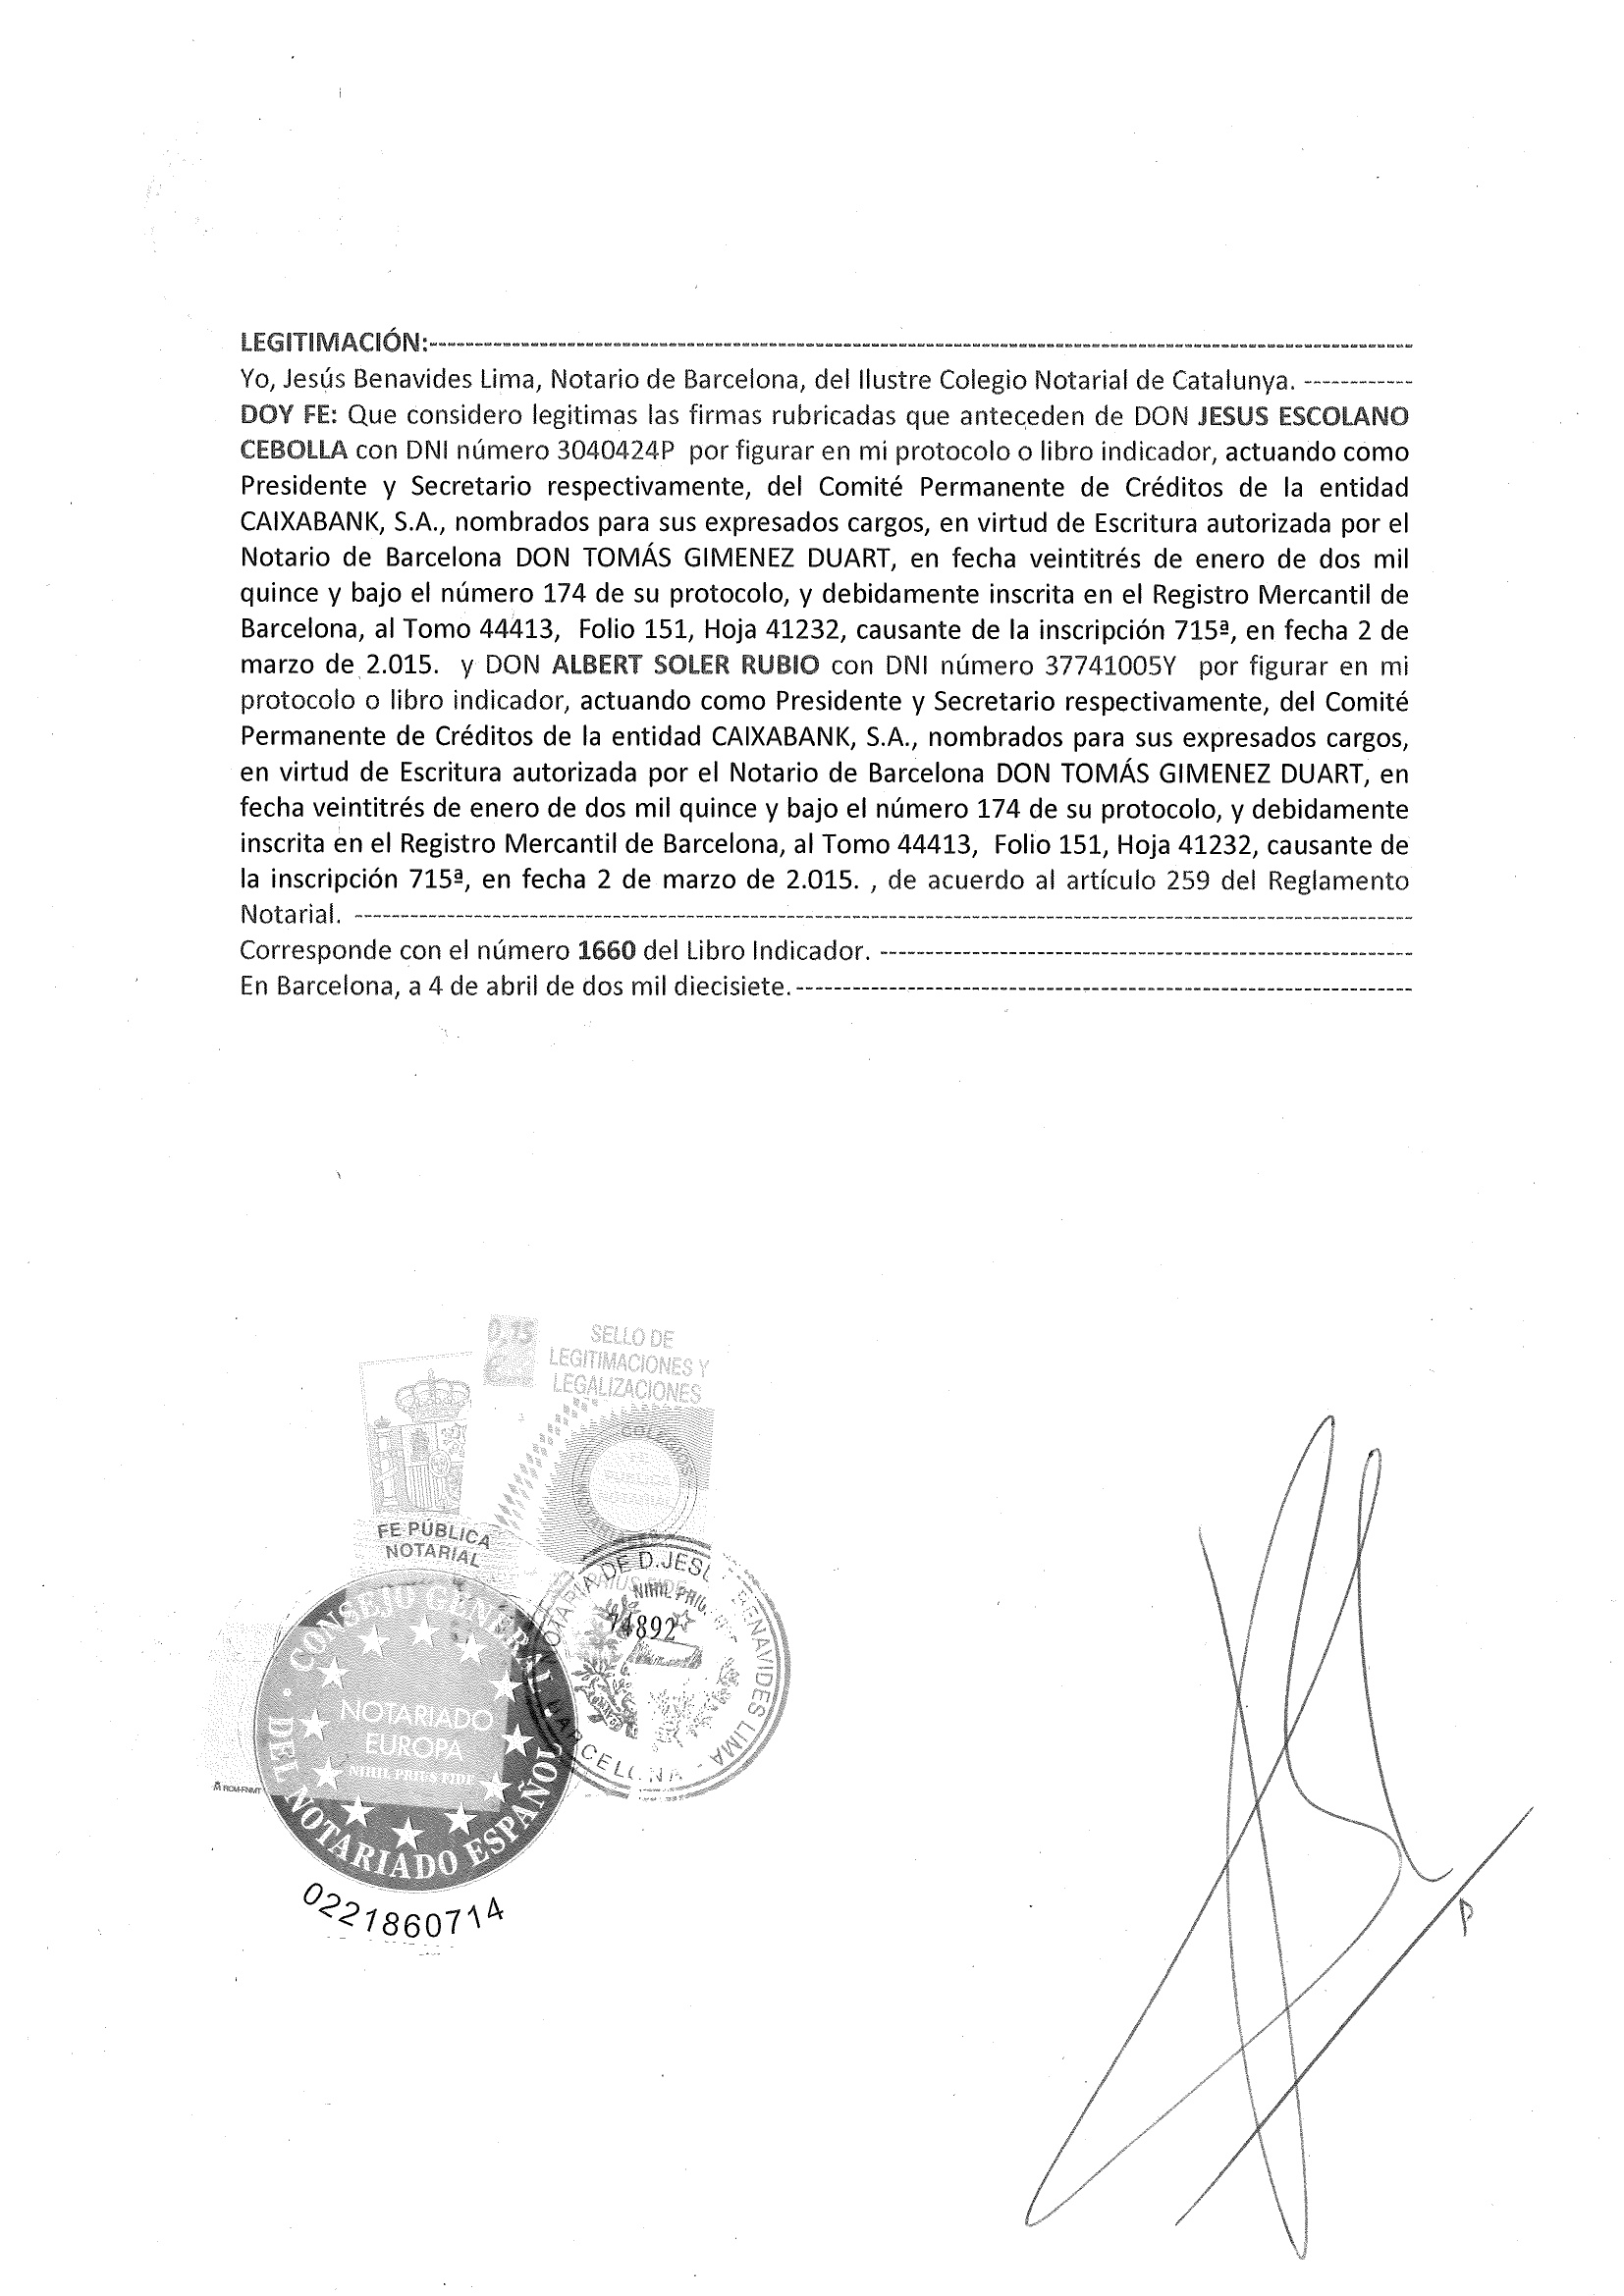 LEGITIMACIÓN:-----------------------------------------------------------------------------------------------
Yo, Jesús Benavides Lima, Notario de Barcelona, del Ilustre Colegio Notarial de Catalunya. ------------
DOY FE: Que considero legitimas las firmas rubricadas que anteceden de DON JESUS ESCOLANO
CEBOLLA con DNI número 3040424P por figurar en mi protocolo o libro indicador, actuando como
Presidente y Secretario respectivamente, del Comité Permanente de Créditos de la entidad
CAIXABANK, S.A., nombrados para sus expresados cargos, en virtud de Escritura autorizada por el
Notario de Barcelona DON TOMÁS GIMENEZ DUART, en fecha veintitrés de enero de dos mil
quince y bajo el número 174 de su protocolo, y debidamente inscrita en el Registro Mercantil de
Barcelona, al Tomo 44413, Folio 151, Hoja 41232, causante de la inscripción 715ª, en fecha 2 de
marzo de 2.015. y DON ALBERT SOLER RUBIO con DNI número 37741005Y por figurar en mi
protocolo o libro indicador, actuando como Presidente y Secretario respectivamente, del Comité
Permanente de Créditos de la entidad CAIXABANK, S.A., nombrados para sus expresados cargos,
en virtud de Escritura autorizada por el Notario de Barcelona DON TOMÁS GIMENEZ DUART, en
fecha veintitrés de enero de dos mil quince y bajo el número 174 de su protocolo, y debidamente
inscrita en el Registro Mercantil de Barcelona, al Tomo 44413, Folio 151, Hoja 41232, causante de
la inscripción 715ª, en fecha 2 de marzo de 2.015. , de acuerdo al artículo 259 del Reglamento
Notarial. -----------------------------------------------------------------------------------------------
Corresponde con el número 1660 del Libro Indicador. ------------------------------------------------
En Barcelona, a 4 de abril de dos mil diecisiete.--------------------------------------------------------
0,15
€
SELLO DE
LEGITIMACIONES Y
LEGALIZACIONES
FE PÚBLICA
NOTARIAL
NOTARIA DE D.JESÚS BENAVIDES LIMA - BARCELONA -
NIHIL PRIUS
CONSEJO GENERAL
DEL NOTARIADO ESPAÑOL
NOTARIADO
EUROPA
NIHIL PRIUS FIDE
0221860714